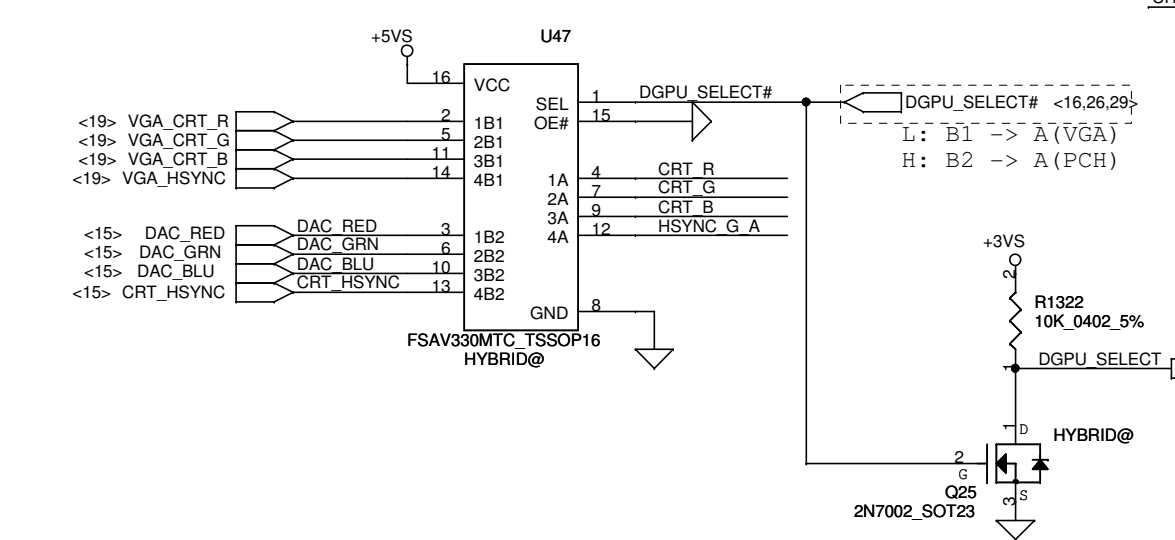 +5VS
U47
16 VCC
SEL 1 DGPU_SELECT#
OE# 15
DGPU_SELECT# <16,26,29>
L: B1 -> A(VGA)
H: B2 -> A(PCH)
<19> VGA_CRT_R 2 1B1
<19> VGA_CRT_G 5 2B1
<19> VGA_CRT_B 11 3B1
<19> VGA_HSYNC 14 4B1
1A 4 CRT_R
2A 7 CRT_G
3A 9 CRT_B
4A 12 HSYNC_G_A
<15> DAC_RED DAC_RED 3 1B2
<15> DAC_GRN DAC_GRN 6 2B2
<15> DAC_BLU DAC_BLU 10 3B2
<15> CRT_HSYNC CRT_HSYNC 13 4B2
GND 8
FSAV330MTC_TSSOP16
HYBRID@
+3VS
2
R1322
10K_0402_5%
1
DGPU_SELECT
1 D
HYBRID@
2
G
Q25
2N7002_SOT23
3 S